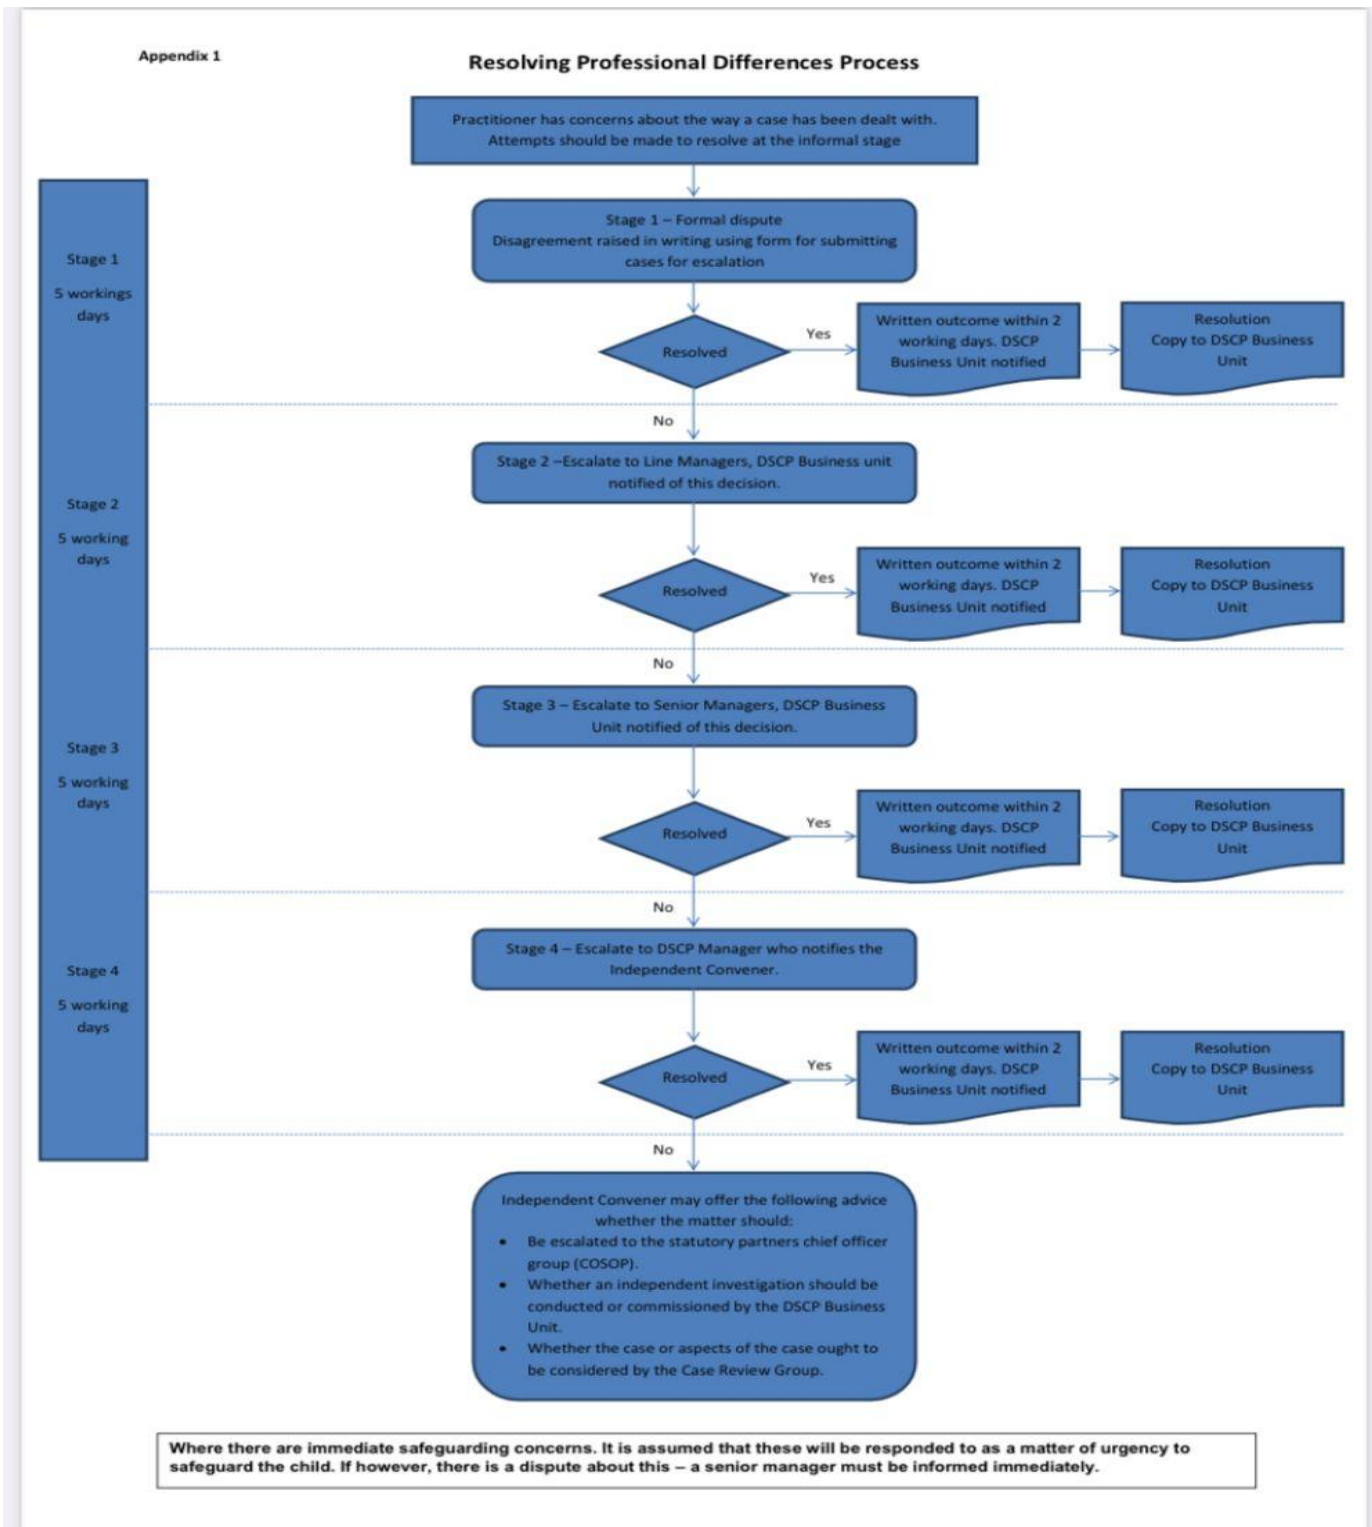 Appendix 1
Resolving Professional Differences Process
Practitioner has concerns about the way a case has been dealt with.
Attempts should be made to resolve at the informal stage
Stage 1
5 workings
days
Stage 1 – Formal dispute
Disagreement raised in writing using form for submitting
cases for escalation
Resolved
Yes
Written outcome within 2
working days. DSCP
Business Unit notified
Resolution
Copy to DSCP Business
Unit
No
Stage 2
5 working
days
Stage 2 –Escalate to Line Managers, DSCP Business unit
notified of this decision.
Resolved
Yes
Written outcome within 2
working days. DSCP
Business Unit notified
Resolution
Copy to DSCP Business
Unit
No
Stage 3
5 working
days
Stage 3 – Escalate to Senior Managers, DSCP Business
Unit notified of this decision.
Resolved
Yes
Written outcome within 2
working days. DSCP
Business Unit notified
Resolution
Copy to DSCP Business
Unit
No
Stage 4
5 working
days
Stage 4 – Escalate to DSCP Manager who notifies the
Independent Convener.
Resolved
Yes
Written outcome within 2
working days. DSCP
Business Unit notified
Resolution
Copy to DSCP Business
Unit
No
Independent Convener may offer the following advice
whether the matter should:
• Be escalated to the statutory partners chief officer
group (COSOP).
• Whether an independent investigation should be
conducted or commissioned by the DSCP Business
Unit.
• Whether the case or aspects of the case ought to
be considered by the Case Review Group.
Where there are immediate safeguarding concerns. It is assumed that these will be responded to as a matter of urgency to
safeguard the child. If however, there is a dispute about this – a senior manager must be informed immediately.